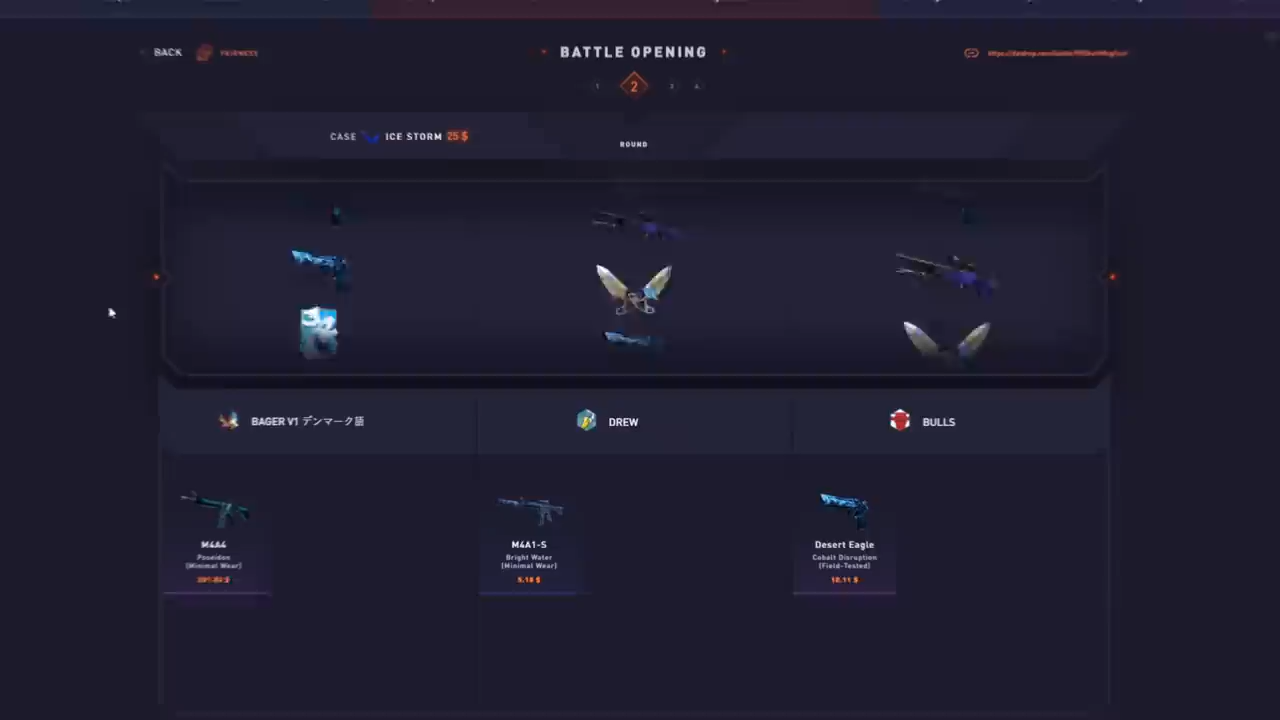 BACK
FAIRNESS
BATTLE OPENING
1 2 3 4
CASE ICE STORM 25 $
ROUND
BAGER V1 デンマーク語
DREW
BULLS
M4A4
Poseidon
(Minimal Wear)
M4A1-S
Bright Water
(Minimal Wear)
5.18 $
Desert Eagle
Cobalt Disruption
(Field-Tested)
10.11 $